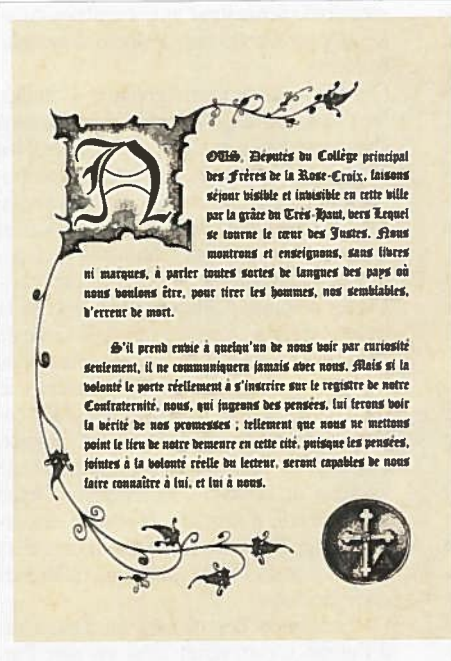 NOUS, Députés du Collège principal
des Frères de la Rose-Croix, faisons
séjour visible et invisible en cette ville
par la grâce du Très-Haut, vers Lequel
se tourne le cœur des Justes. Nous
montrons et enseignons, sans livres
ni marques, à parler toutes sortes de langues des pays où
nous voulons être, pour tirer les hommes, nos semblables,
d'erreur de mort.
S'il prend envie à quelqu'un de nous voir par curiosité
seulement, il ne communiquera jamais avec nous. Mais si la
volonté le porte réellement à s'inscrire sur le registre de notre
Confraternité, nous, qui jugeons des pensées, lui ferons voir
la vérité de nos promesses ; tellement que nous ne mettons
point le lieu de notre demeure en cette cité, puisque les pensées,
jointes à la volonté réelle du lecteur, seront capables de nous
faire connaître à lui, et lui à nous.